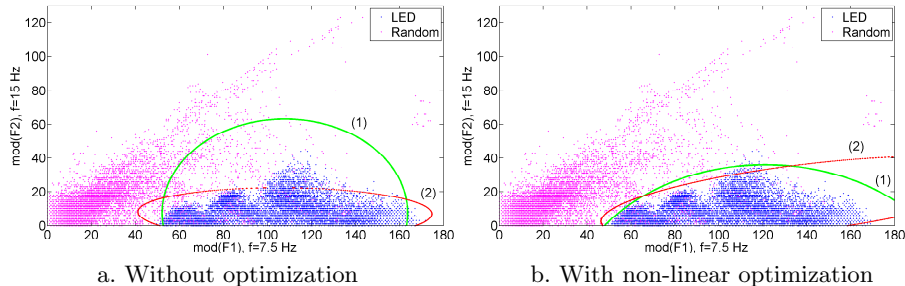 LED
Random
mod(F2), f=15 Hz
120
100
80
60
40
20
0
(1)
(2)
0 20 40 60 80 100 120 140 160 180
mod(F1), f=7.5 Hz
a. Without optimization
LED
Random
mod(F2), f=15 Hz
120
100
80
60
40
20
0
(2)
(1)
0 20 40 60 80 100 120 140 160 180
mod(F1), f=7.5 Hz
b. With non-linear optimization